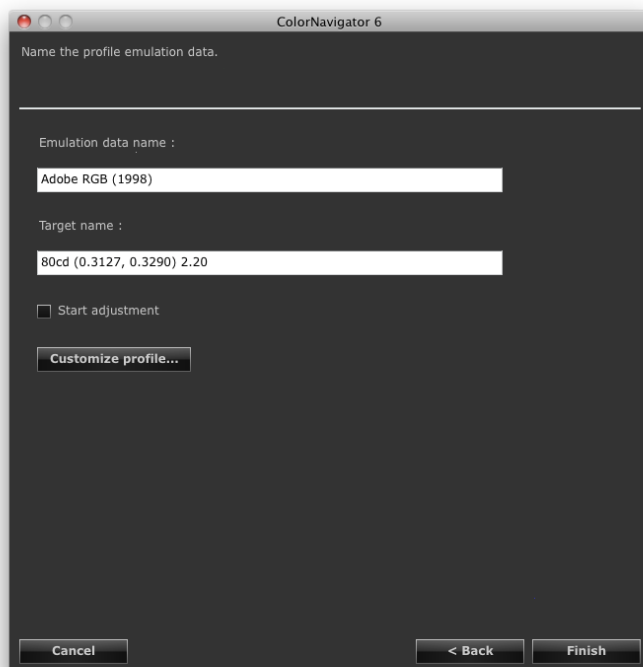 ColorNavigator 6
Name the profile emulation data.
Emulation data name :
Adobe RGB (1998)
Target name :
80cd (0.3127, 0.3290) 2.20
Start adjustment
Customize profile...
Cancel
< Back
Finish